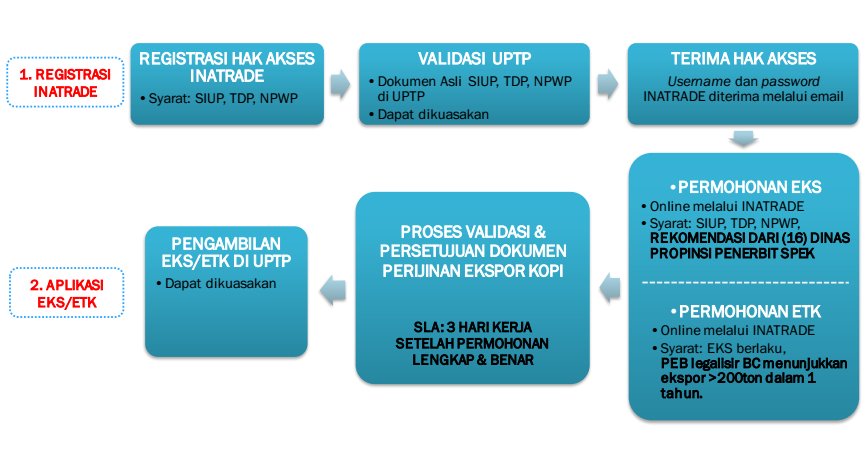 1. REGISTRASI
INATRADE
REGISTRASI HAK AKSES
INATRADE
• Syarat: SIUP, TDP, NPWP
VALIDASI UPTP
• Dokumen Asli SIUP, TDP, NPWP
di UPTP
• Dapat dikuasakan
TERIMA HAK AKSES
Username dan password
INATRADE diterima melalui email
• PERMOHONAN EKS
• Online melalui INATRADE
• Syarat: SIUP, TDP, NPWP,
REKOMENDASI DARI (16) DINAS
PROPINSI PENERBIT SPEK
• PERMOHONAN ETK
• Online melalui INATRADE
• Syarat: EKS berlaku,
PEB legalisir BC menunjukkan
ekspor >200ton dalam 1
tahun.
PROSES VALIDASI &
PERSETUJUAN DOKUMEN
PERIJINAN EKSPOR KOPI
SLA: 3 HARI KERJA
SETELAH PERMOHONAN
LENGKAP & BENAR
PENGAMBILAN
EKS/ETK DI UPTP
• Dapat dikuasakan
2. APLIKASI
EKS/ETK